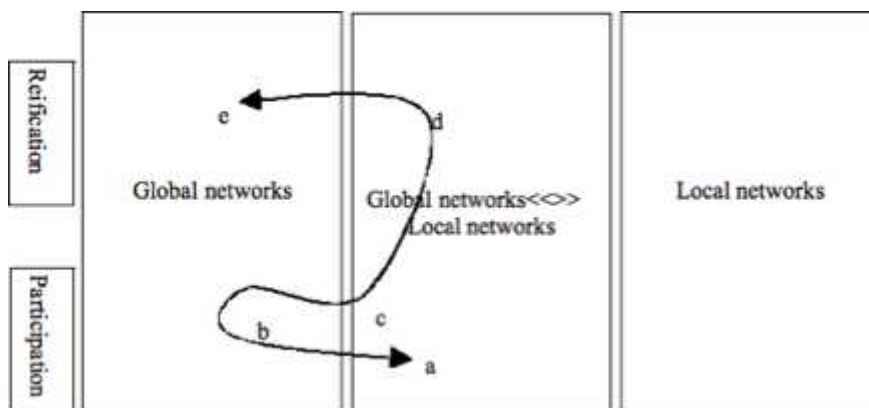 Reification
e
d
Global networks
Global networks<<>>
Local networks
Local networks
Participation
b
c
a